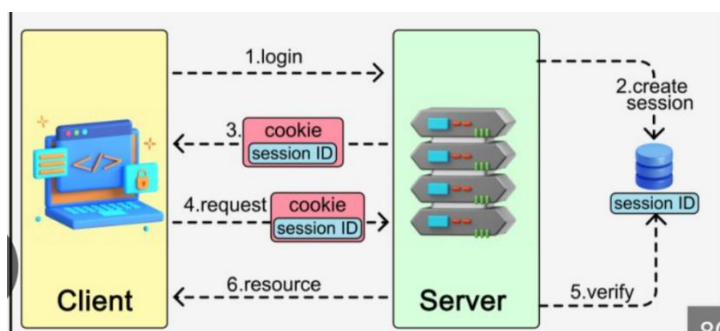 1.login
2.create
session
3.
cookie
session ID
session ID
4.request
cookie
session ID
6.resource
5.verify
Client
Server